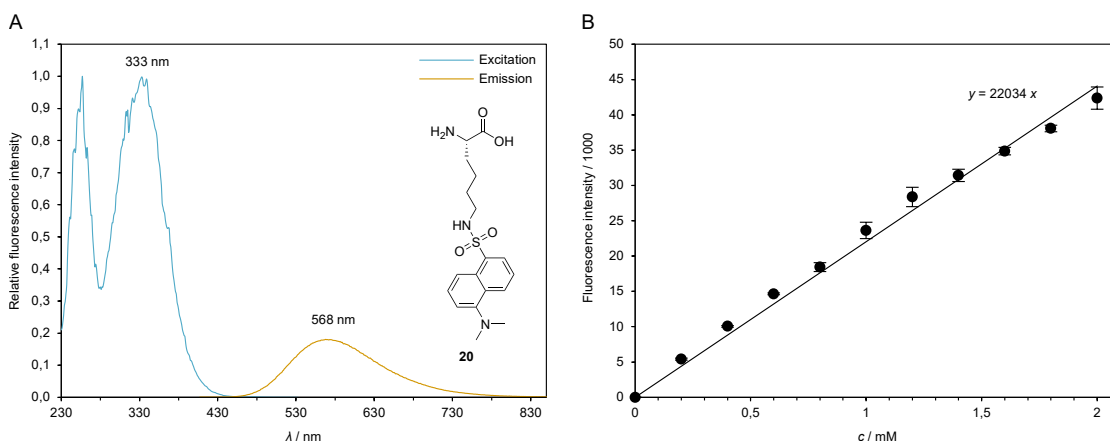 A
Relative fluorescence intensity
1,1
1,0
0,9
0,8
0,7
0,6
0,5
0,4
0,3
0,2
0,1
0,0
230
330
430
530
630
730
830
λ / nm
333 nm
568 nm
Excitation
Emission
O
H₂N
OH
HN
O
S
O
N
20
B
Fluorescence intensity / 1000
50
45
40
35
30
25
20
15
10
5
0
0
0,5
1
1,5
2
c / mM
y = 22034 x